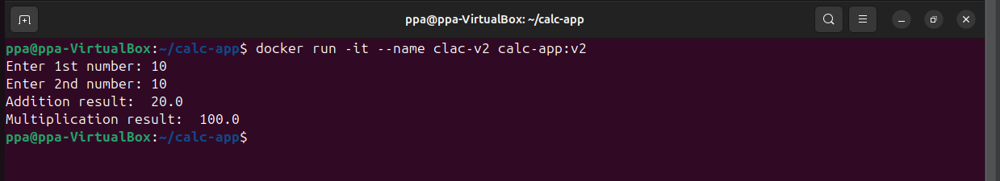 ppa@ppa-VirtualBox: ~/calc-app
ppa@ppa-VirtualBox:~/calc-app$ docker run -it --name clac-v2 calc-app:v2
Enter 1st number: 10
Enter 2nd number: 10
Addition result:  20.0
Multiplication result:  100.0
ppa@ppa-VirtualBox:~/calc-app$